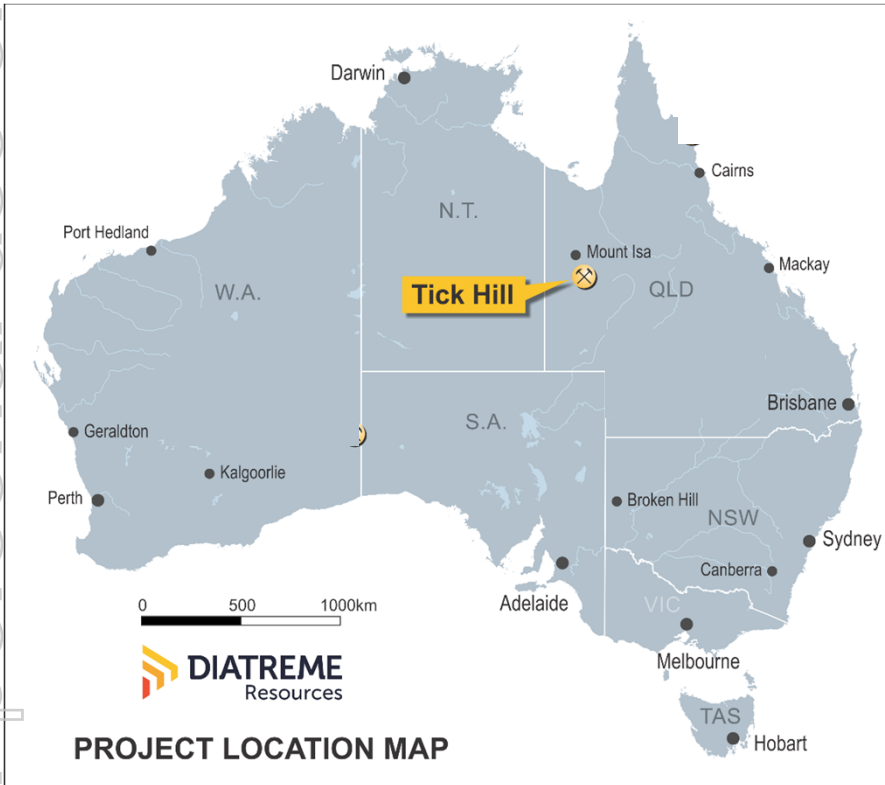 Darwin
Cairns
N.T.
Port Hedland
Mount Isa
Mackay
W.A.
Tick Hill
QLD
Brisbane
S.A.
Geraldton
Kalgoorlie
Perth
Broken Hill
NSW
Sydney
Canberra
Adelaide
VIC
0 500 1000km
Melbourne
DIATREME
Resources
TAS
Hobart
PROJECT LOCATION MAP